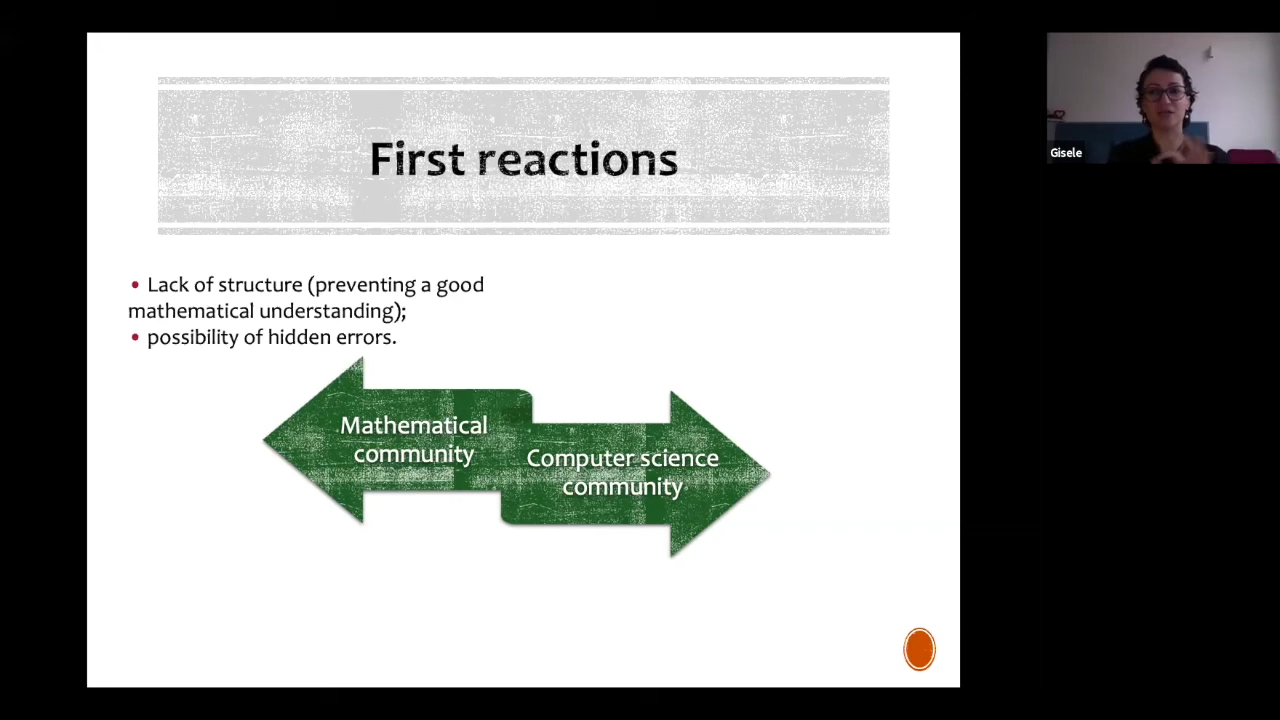 First reactions
Gisele
• Lack of structure (preventing a good
mathematical understanding);
• possibility of hidden errors.
Mathematical
community
Computer science
community